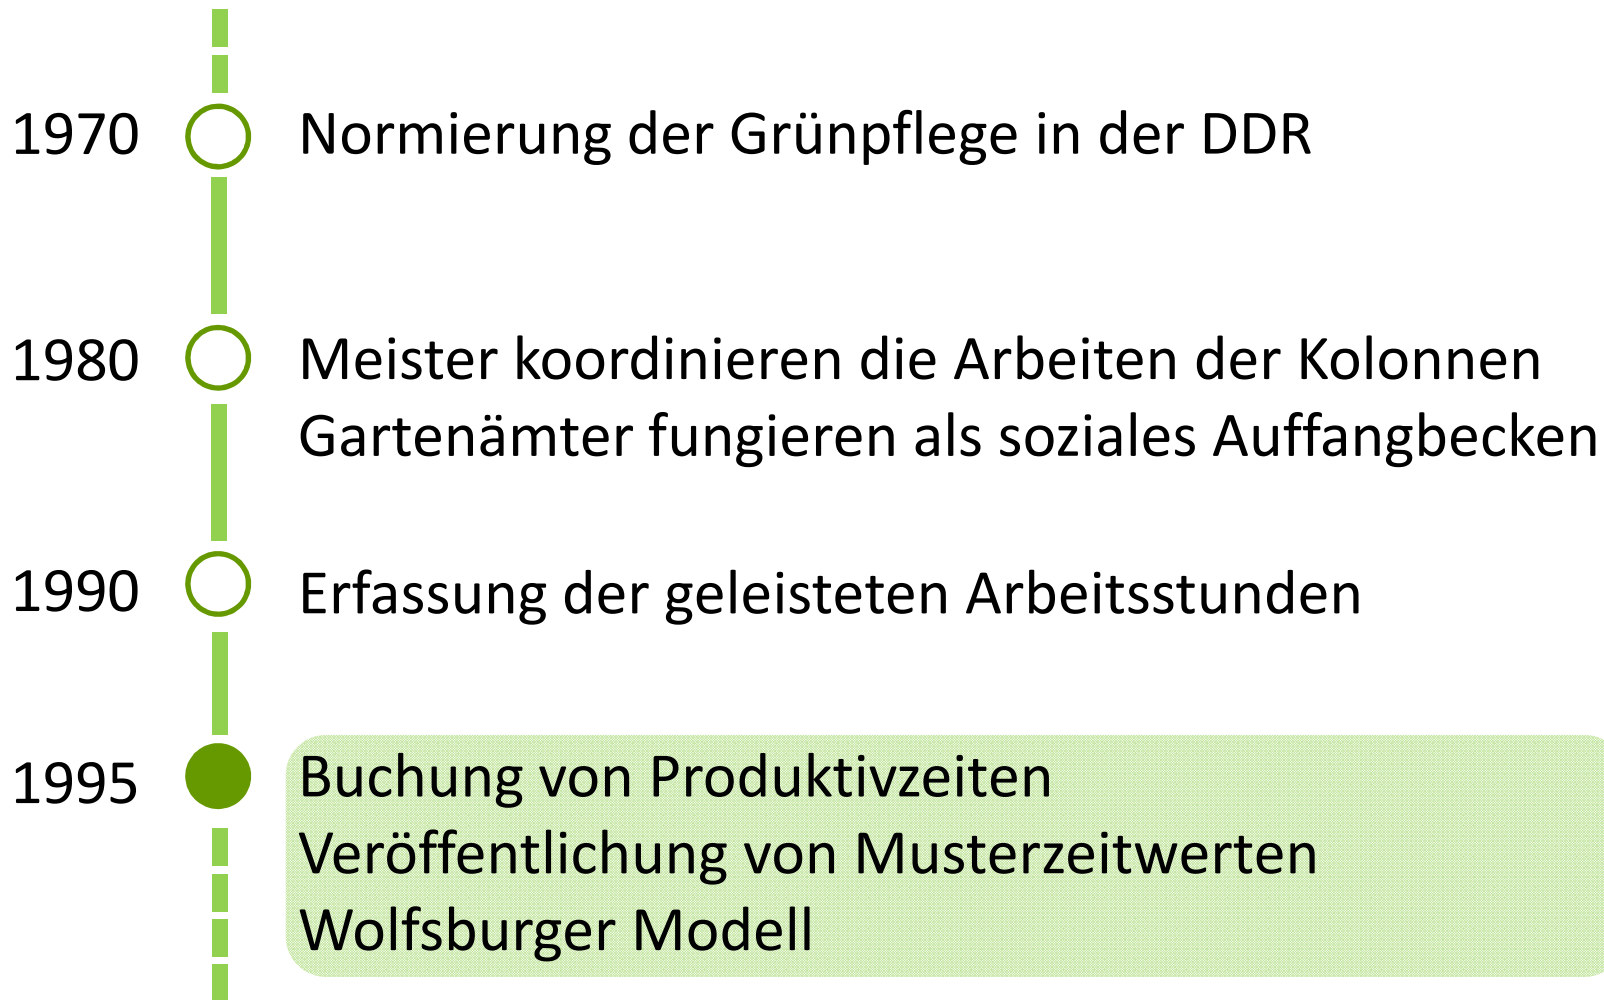 1970 Normierung der Grünpflege in der DDR
1980 Meister koordinieren die Arbeiten der Kolonnen
Gartenämter fungieren als soziales Auffangbecken
1990 Erfassung der geleisteten Arbeitsstunden
1995 Buchung von Produktivzeiten
Veröffentlichung von Musterzeitwerten
Wolfsburger Modell